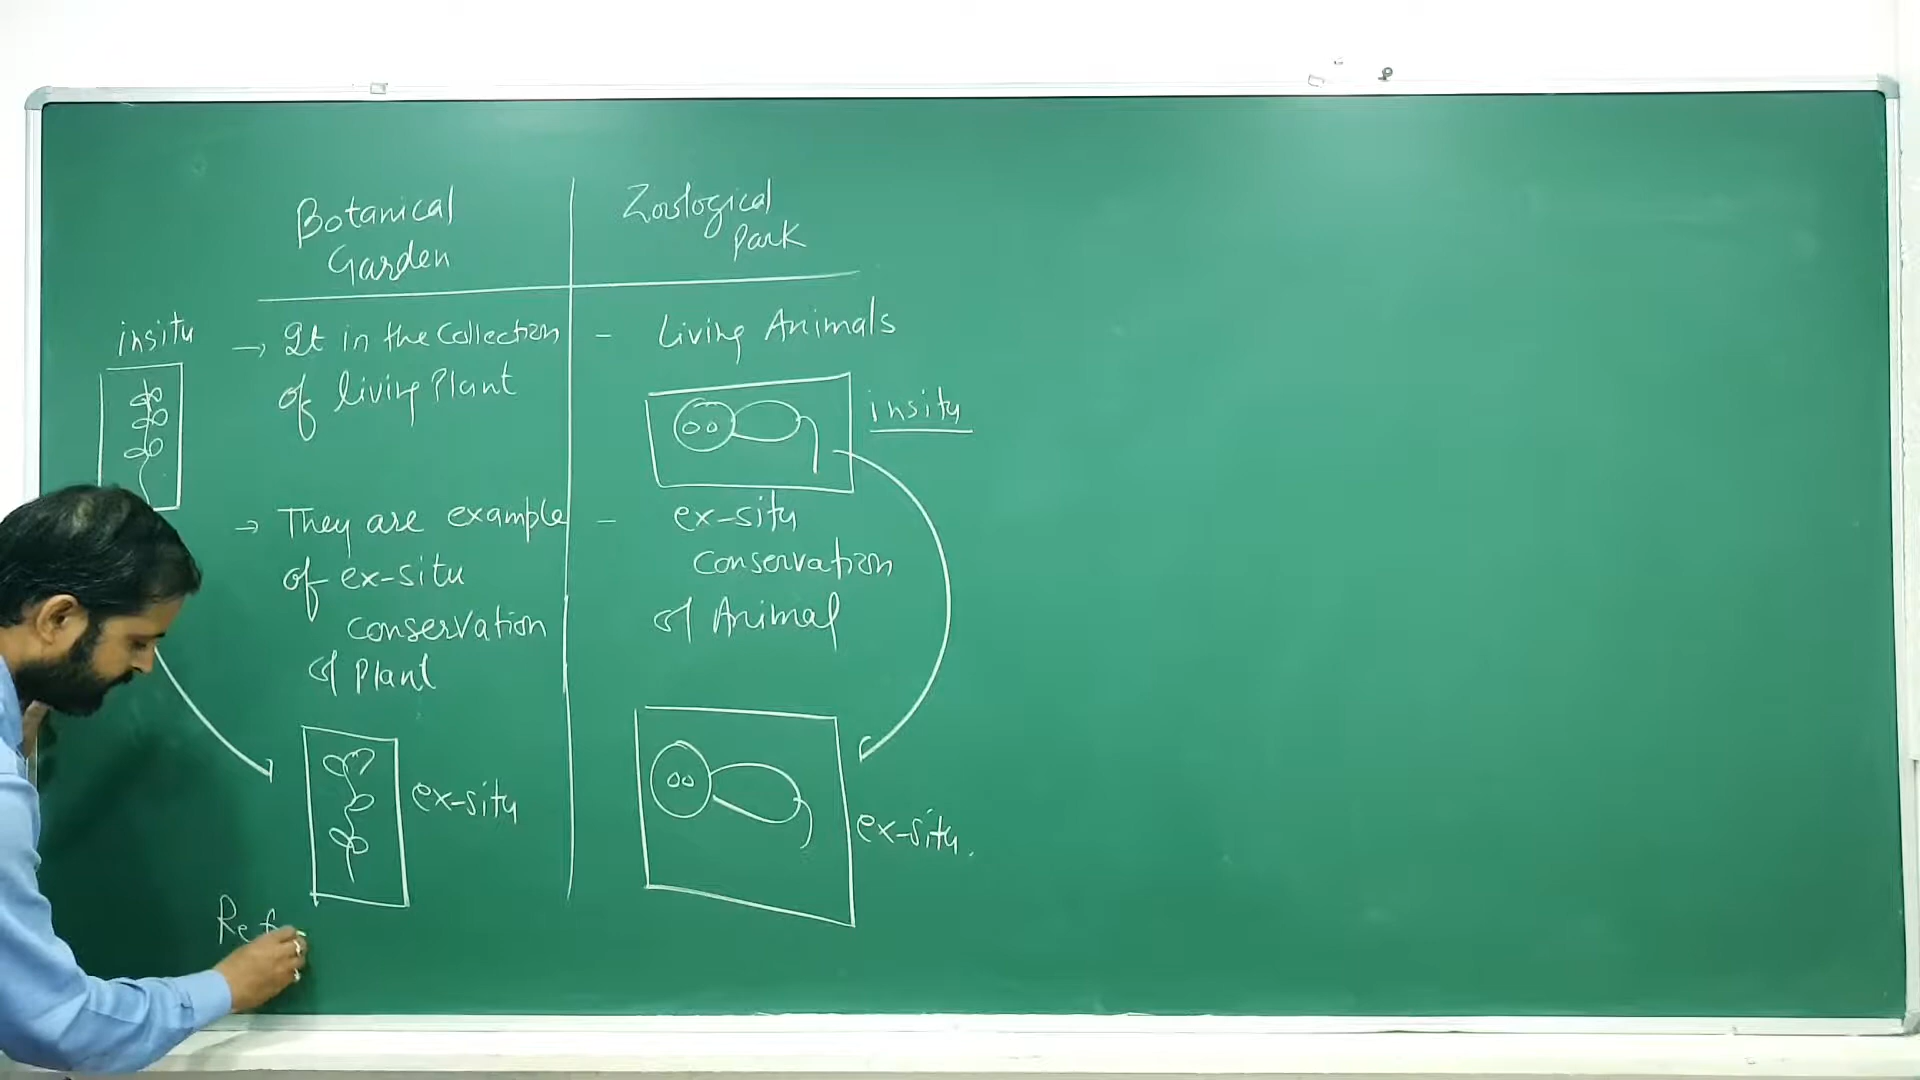 Botanical
Garden
Zoological
Park
insitu
→ It in the Collection
of living Plant
- Living Animals
insitu
→ They are example
of ex-situ
conservation
of Plant
- ex-situ
conservation
of Animal
ex-situ
ex-situ.
Ref